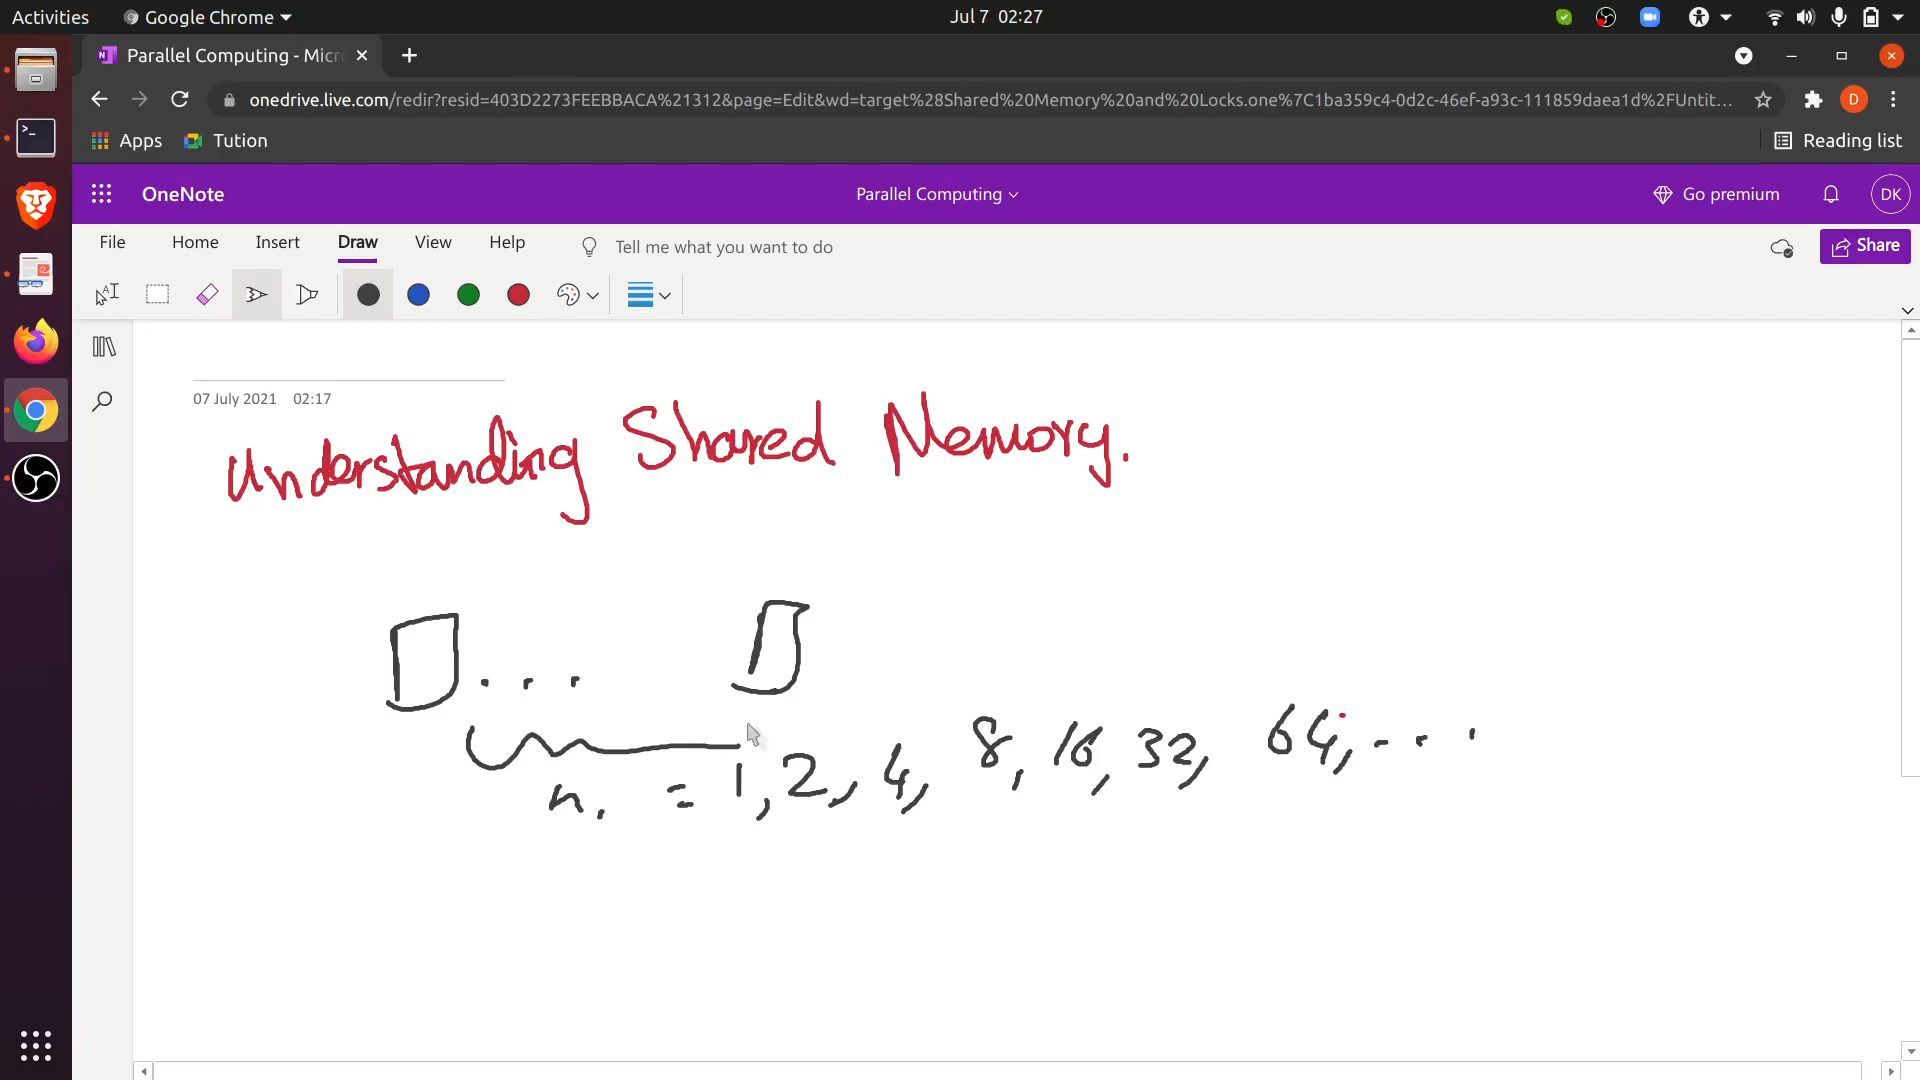 Activities Google Chrome Jul 7 02:27
Parallel Computing - Micr
onedrive.live.com/redir?resid=403D2273FEEBBACA%21312&page=Edit&wd=target%28Shared%20Memory%20and%20Locks.one%7C1ba359c4-0d2c-46ef-a93c-111859daea1d%2FUntit... D
Apps Tution Reading list
OneNote Parallel Computing Go premium DK
File Home Insert Draw View Help Tell me what you want to do Share
07 July 2021 02:17
Understanding Shared Memory.
n. = 1, 2, 4, 8, 16, 32, 64, ...